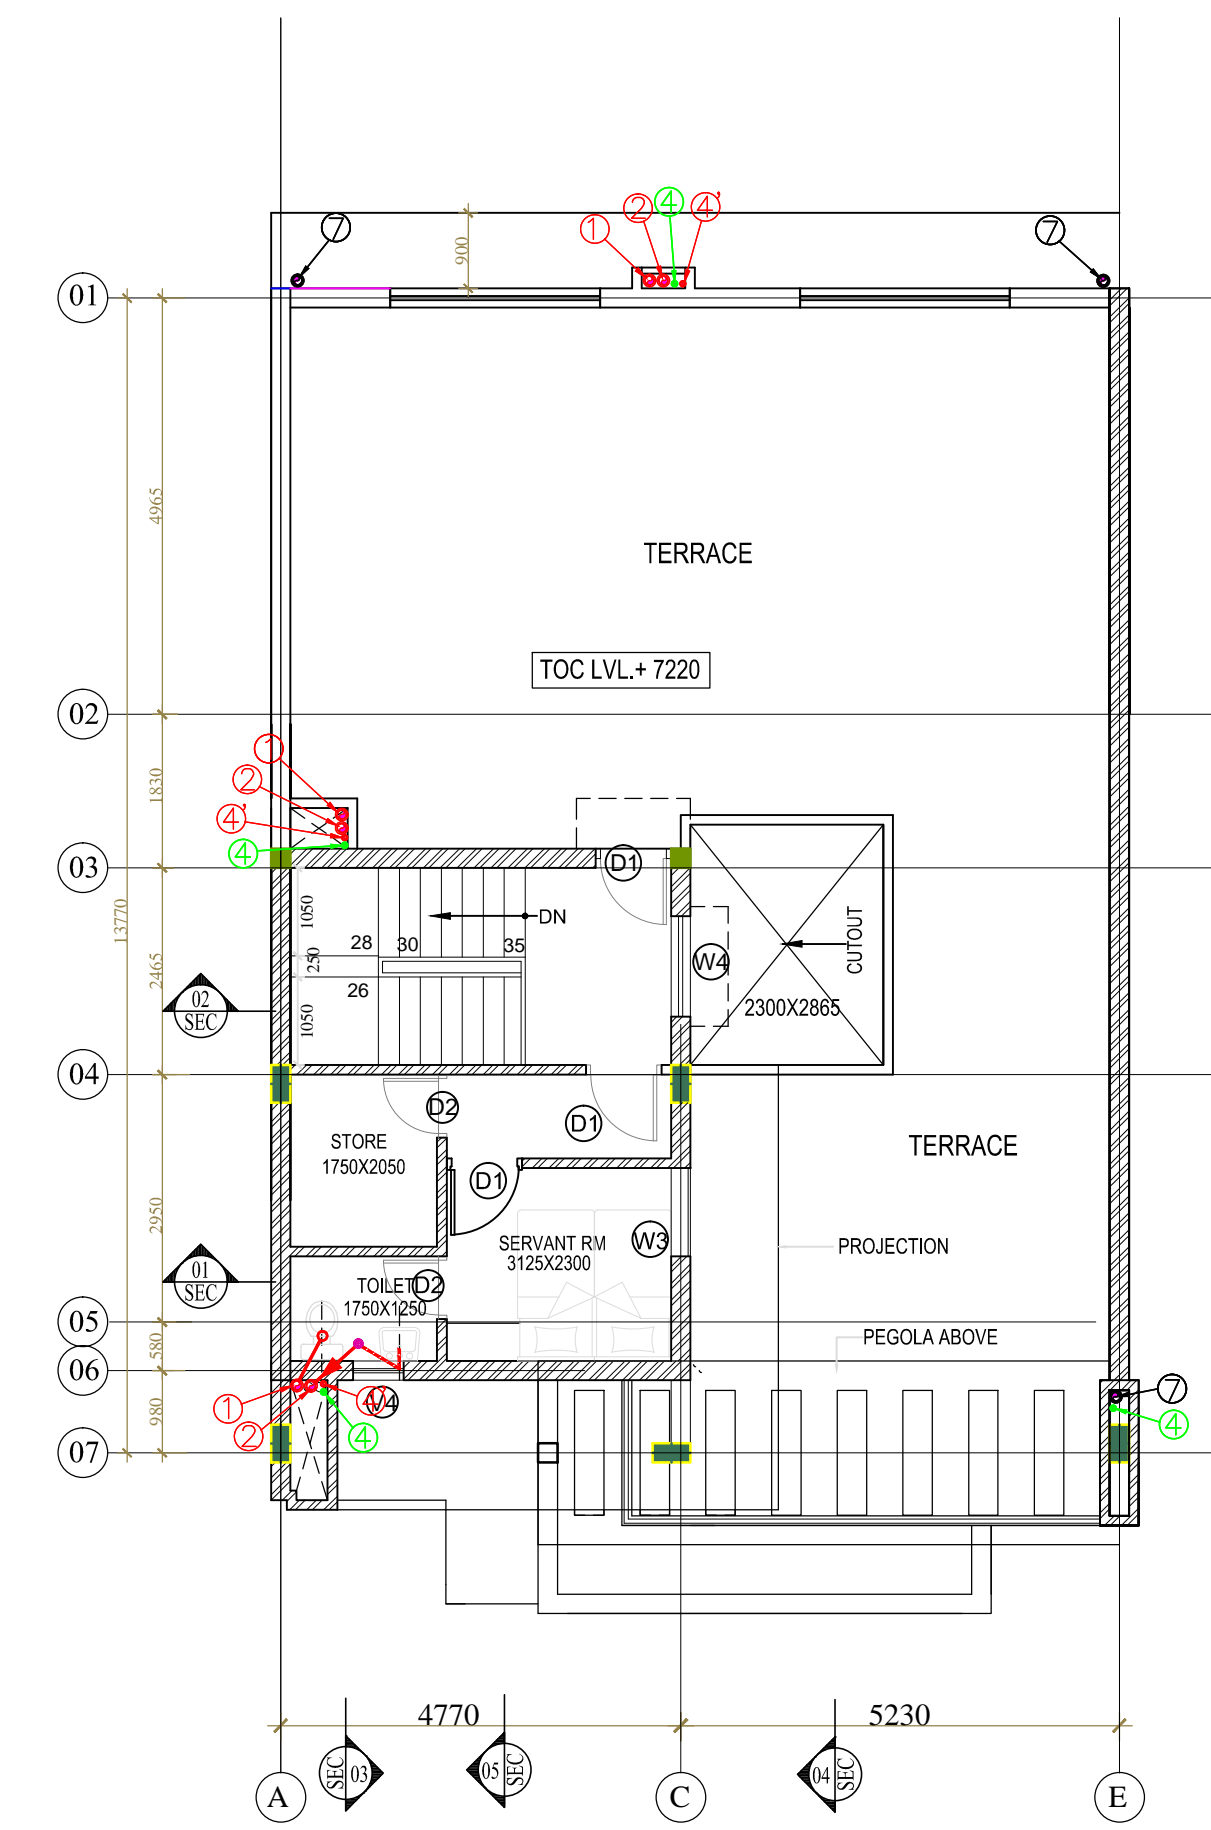 7
1
2
4
4'
7
900
01
4965
TERRACE
TOC LVL.+ 7220
02
1
2
4'
4
1830
03
D1
13770
1050
28
30
35
DN
250
26
1050
W4
CUTOUT
2300X2865
2465
02
SEC
04
D2
D1
STORE
1750X2050
D1
TERRACE
2950
SERVANT RM
3125X2300
W3
PROJECTION
01
SEC
TOILET
1750X1250
D2
05
580
PEGOLA ABOVE
06
980
1
2
4'
V4
4
7
4
07
4770
5230
SEC
03
05
SEC
04
SEC
A
C
E